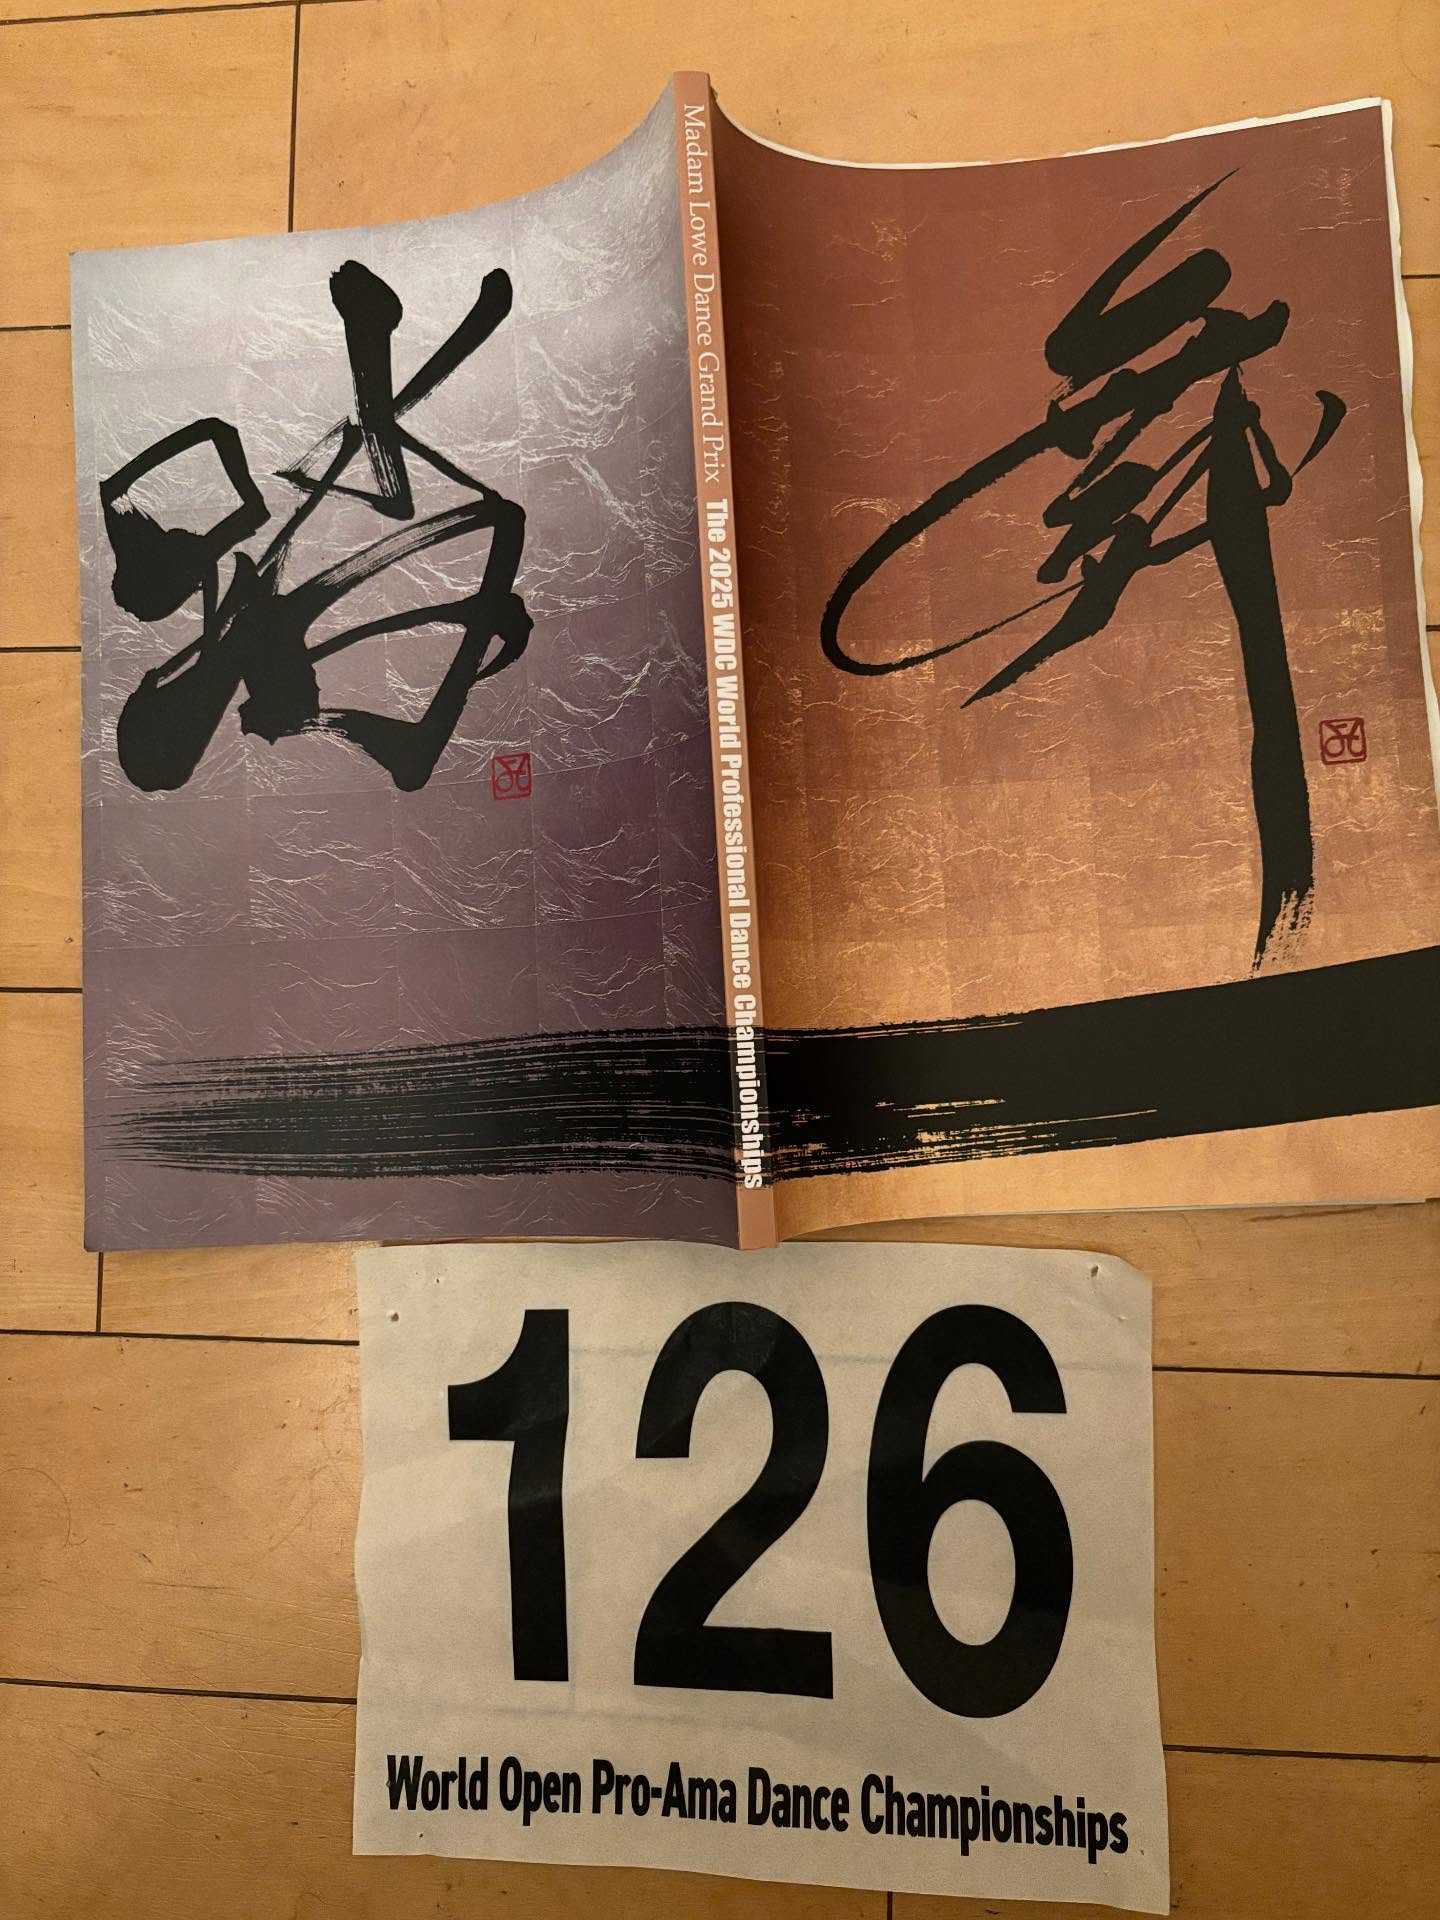 踊
舞
Madam Lowe Dance Grand Prix The 2025 WDC World Professional Dance Championships
126
World Open Pro-Ama Dance Championships